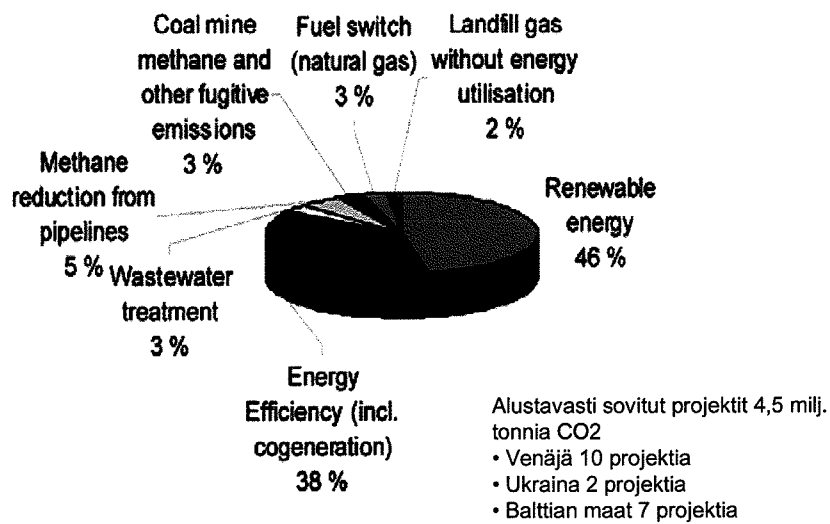 Coal mine
methane and
other fugitive
emissions
3 %
Fuel switch
(natural gas)
3 %
Landfill gas
without energy
utilisation
2 %
Methane
reduction from
pipelines
5 %
Renewable
energy
46 %
Wastewater
treatment
3 %
Energy
Efficiency (incl.
cogeneration)
38 %
Alustavasti sovitut projektit 4,5 milj.
tonnia CO2
• Venäjä 10 projektia
• Ukraina 2 projektia
• Balttian maat 7 projektia